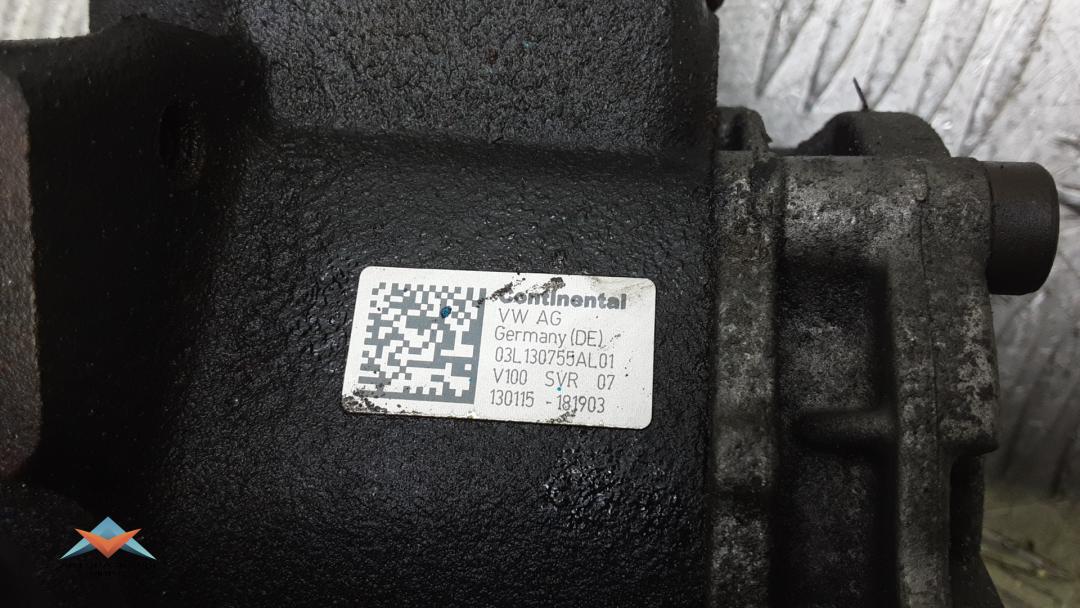 Continental
VW AG
Germany (DE)
03L130755AL01
V100 SVR 07
130115 - 181903